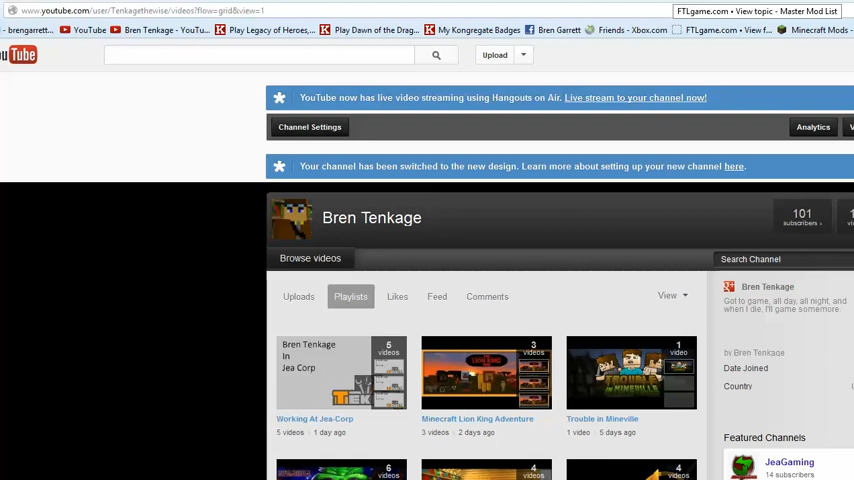 www.youtube.com/user/Tenkagethewise/videos?flow=grid&view=1
FTLgame.com • View topic - Master Mod List
- brengarrett...
YouTube
Bren Tenkage - YouTu...
Play Legacy of Heroes,...
Play Dawn of the Drag...
My Kongregate Badges
Bren Garrett
Friends - Xbox.com
FTLgame.com • View f...
Minecraft Mods -
ou Tube
Upload
YouTube now has live video streaming using Hangouts on Air. Live stream to your channel now!
Channel Settings
Analytics
V
Your channel has been switched to the new design. Learn more about setting up your new channel here.
Bren Tenkage
101
subscribers ›
Browse videos
Search Channel
Uploads
Playlists
Likes
Feed
Comments
View
Bren Tenkage
Got to game, all day, all night, and
when I die, I'll game somemore.
by Bren Tenkage
Date Joined
Country
Bren Tenkage
In
Jea Corp
5
videos
TEK
3
videos
1
video
TROUBLE
IN MINEVILLE
Working At Jea-Corp
5 videos | 1 day ago
Minecraft Lion King Adventure
3 videos | 2 days ago
Trouble in Mineville
1 video | 5 days ago
6
4
4
Featured Channels
JeaGaming
14 subscribers